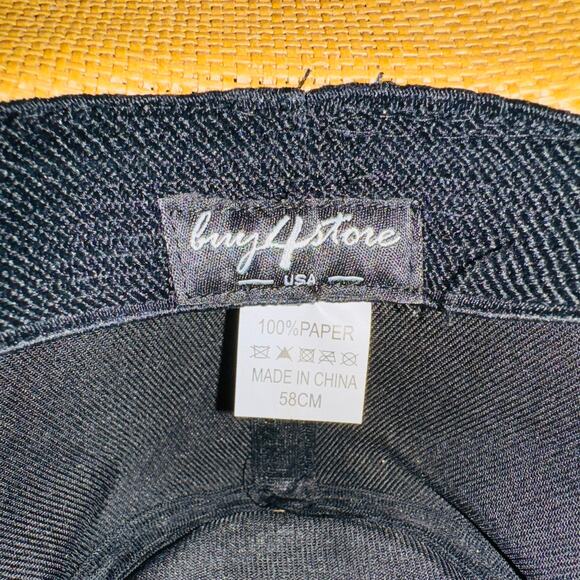 buy4store
USA
100%PAPER
MADE IN CHINA
58CM